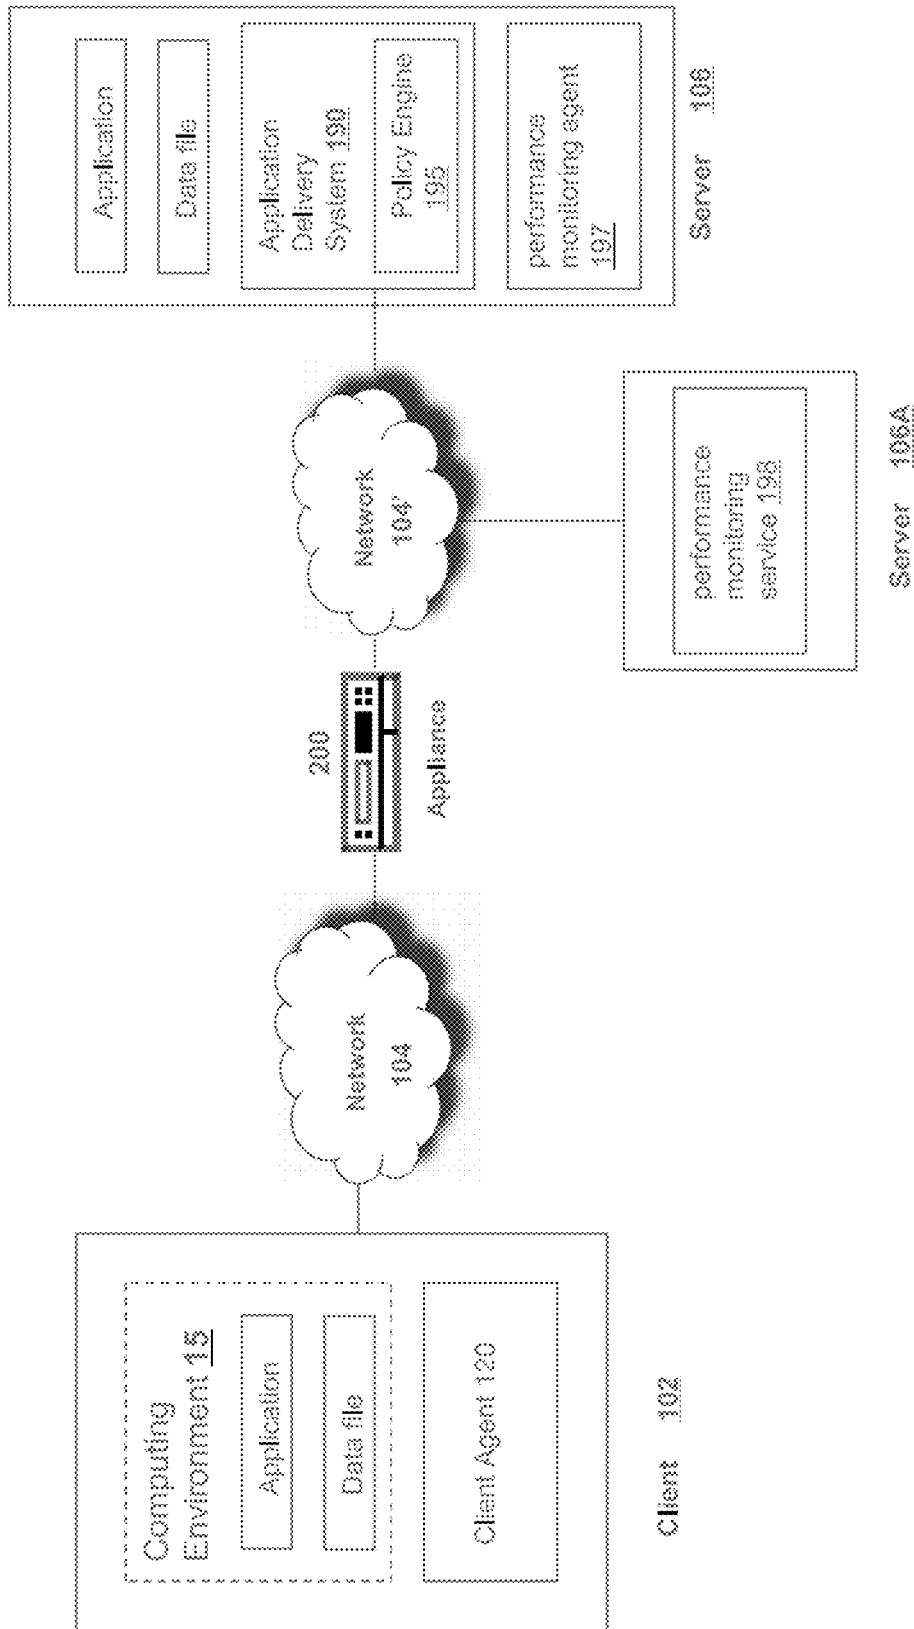 Computing
Environment 15
Application
Data file
Client Agent 120
Client 102
Network
104
200
Appliance
Network
104'
performance
monitoring
service 198
Server 106A
Application
Data file
Application
Delivery
System 190
Policy Engine
195
performance
monitoring agent
197
Server 106